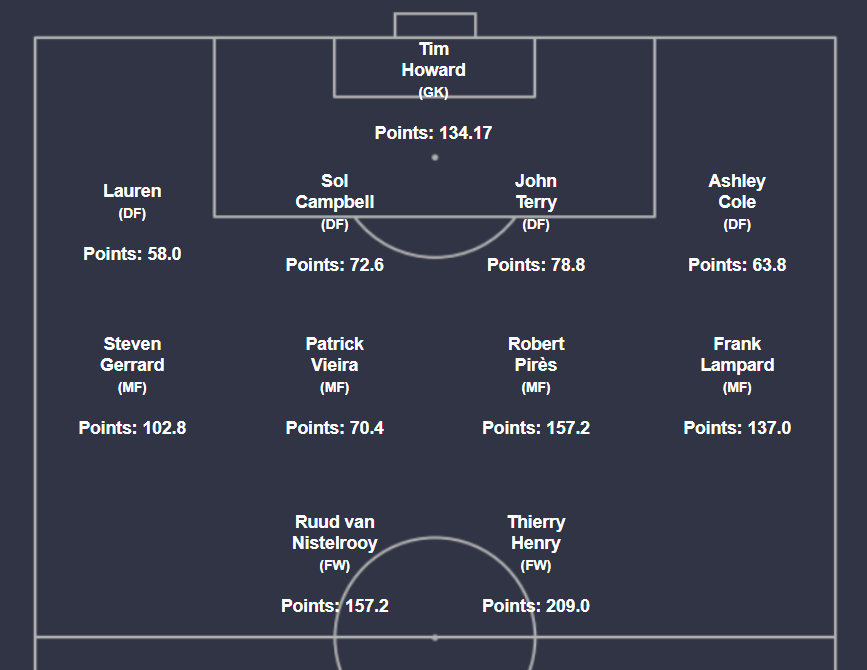 Tim
Howard
(GK)
Points: 134.17
Lauren
(DF)
Points: 58.0
Sol
Campbell
(DF)
Points: 72.6
John
Terry
(DF)
Points: 78.8
Ashley
Cole
(DF)
Points: 63.8
Steven
Gerrard
(MF)
Points: 102.8
Patrick
Vieira
(MF)
Points: 70.4
Robert
Pirès
(MF)
Points: 157.2
Frank
Lampard
(MF)
Points: 137.0
Ruud van
Nistelrooy
(FW)
Points: 157.2
Thierry
Henry
(FW)
Points: 209.0